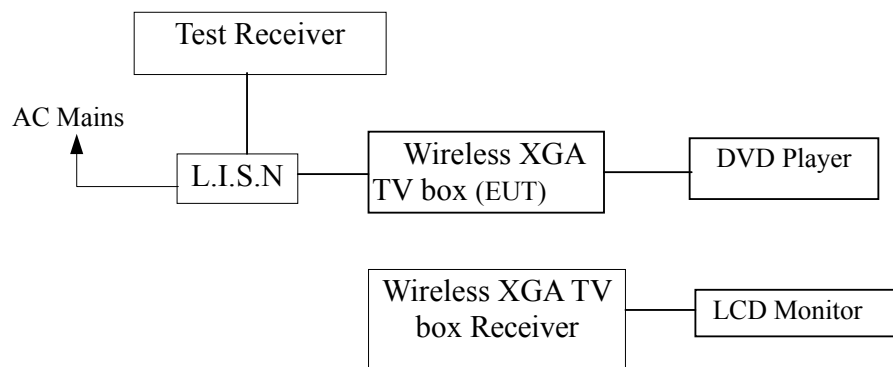 Test Receiver
AC Mains
L.I.S.N
Wireless XGA
TV box (EUT)
DVD Player
Wireless XGA TV
box Receiver
LCD Monitor